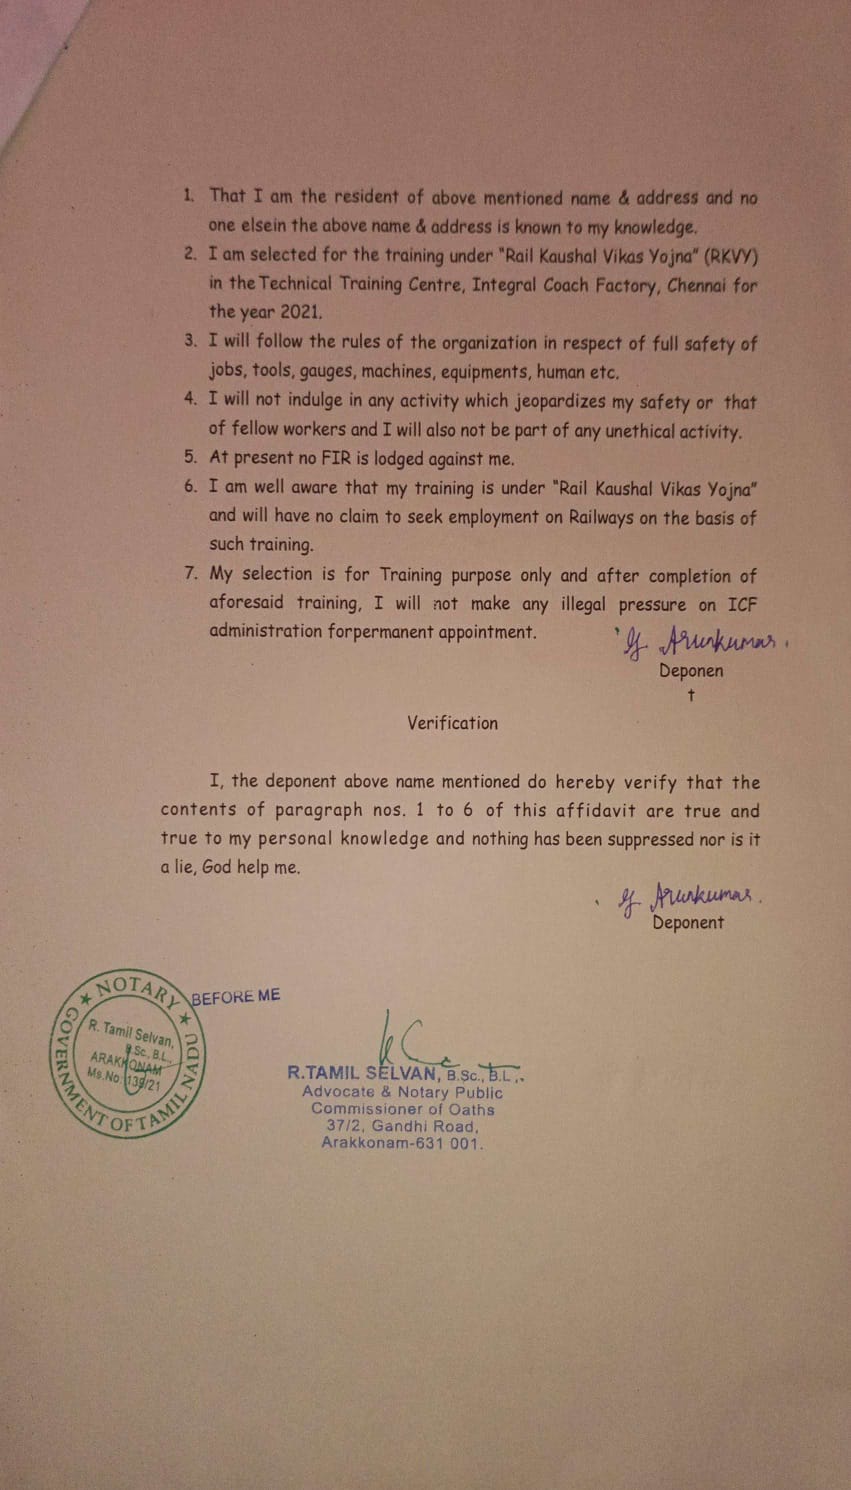 1. That I am the resident of above mentioned name & address and no
one elsein the above name & address is known to my knowledge.
2. I am selected for the training under "Rail Kaushal Vikas Yojna" (RKVY)
in the Technical Training Centre, Integral Coach Factory, Chennai for
the year 2021.
3. I will follow the rules of the organization in respect of full safety of
jobs, tools, gauges, machines, equipments, human etc.
4. I will not indulge in any activity which jeopardizes my safety or that
of fellow workers and I will also not be part of any unethical activity.
5. At present no FIR is lodged against me.
6. I am well aware that my training is under "Rail Kaushal Vikas Yojna"
and will have no claim to seek employment on Railways on the basis of
such training.
7. My selection is for Training purpose only and after completion of
aforesaid training, I will not make any illegal pressure on ICF
administration forpermanent appointment.
Arunkumar.
Deponen
t
Verification
I, the deponent above name mentioned do hereby verify that the
contents of paragraph nos. 1 to 6 of this affidavit are true and
true to my personal knowledge and nothing has been suppressed nor is it
a lie, God help me.
Arunkumar.
Deponent
★ NOTARY ★
GOVERNMENT OF TAMIL NADU
R. Tamil Selvan,
B.Sc., B.L.,
ARAKKONAM
Ms.No: 139/21
BEFORE ME
R.TAMIL SELVAN, B.Sc., B.L.,
Advocate & Notary Public
Commissioner of Oaths
37/2, Gandhi Road,
Arakkonam-631 001.